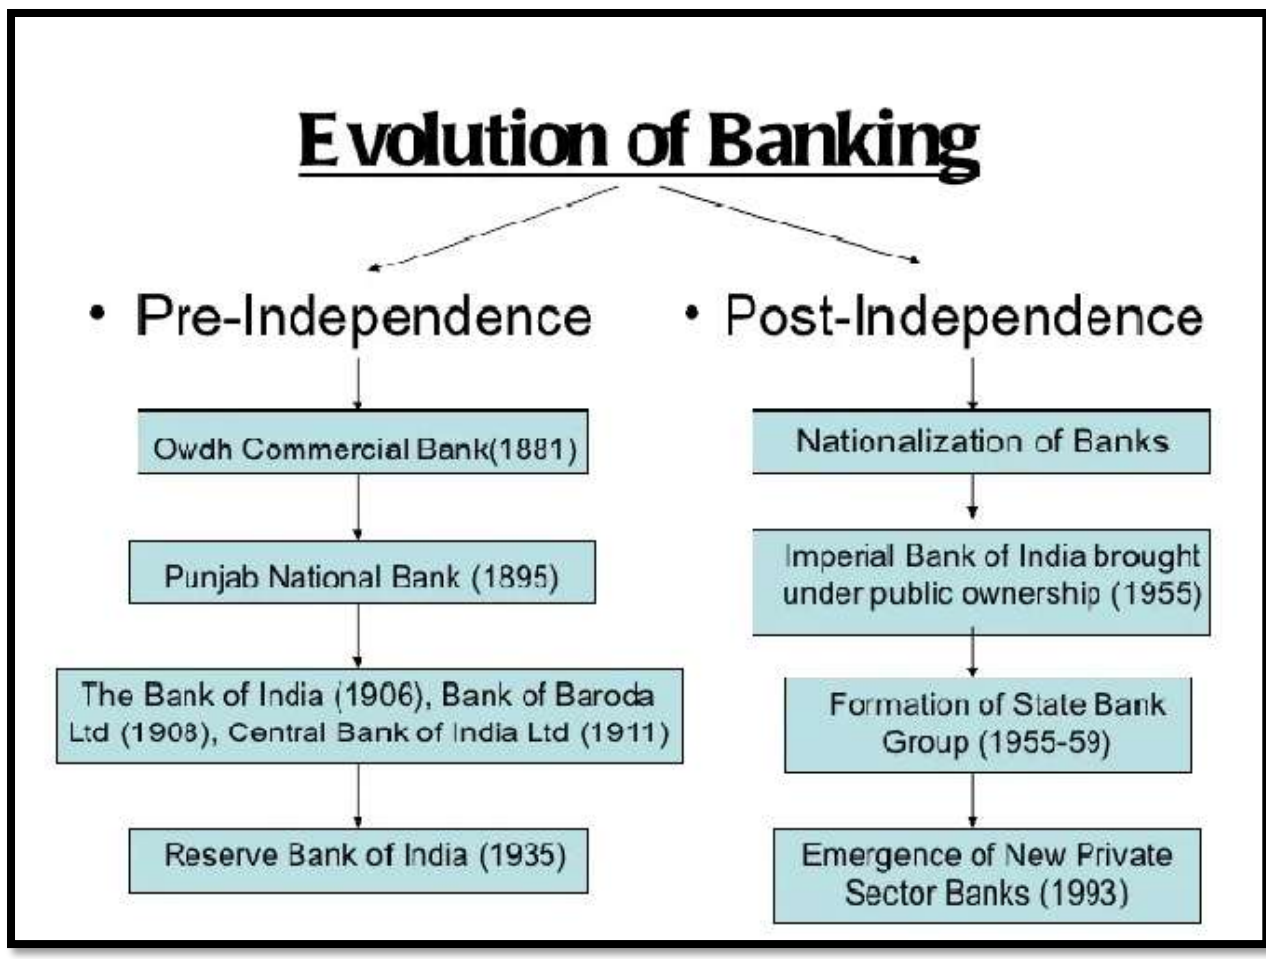 Evolution of Banking
• Pre-Independence
Owdh Commercial Bank(1881)
Punjab National Bank (1895)
The Bank of India (1906), Bank of Baroda
Ltd (1908), Central Bank of India Ltd (1911)
Reserve Bank of India (1935)
• Post-Independence
Nationalization of Banks
Imperial Bank of India brought
under public ownership (1955)
Formation of State Bank
Group (1955-59)
Emergence of New Private
Sector Banks (1993)